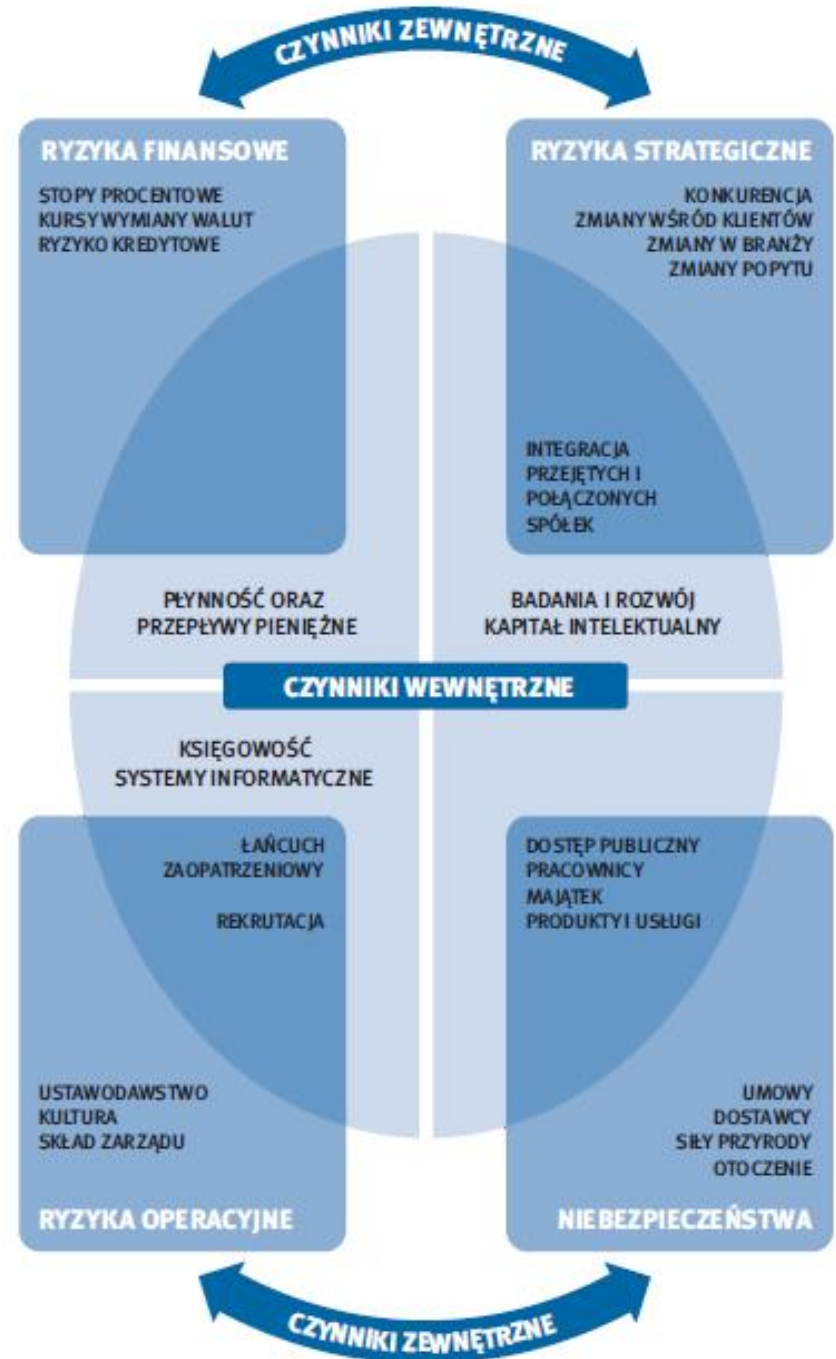 CZYNNIKI ZEWNĘTRZNE
RYZYKA FINANSOWE
STOPY PROCENTOWE
KURSY WYMIANY WALUT
RYZYKO KREDYTOWE
RYZYKA STRATEGICZNE
KONKURENCJA
ZMIANY WŚRÓD KLIENTÓW
ZMIANY W BRANŻY
ZMIANY POPYTU
INTEGRACJA
PRZEJĘTYCH I
POŁĄCZONYCH
SPÓŁEK
PŁYNNOŚĆ ORAZ
PRZEPŁYWY PIENIĘŻNE
BADANIA I ROZWÓJ
KAPITAŁ INTELEKTUALNY
CZYNNIKI WEWNĘTRZNE
KSIĘGOWOŚĆ
SYSTEMY INFORMATYCZNE
ŁAŃCUCH
ZAOPATRZENIOWY
REKRUTACJA
DOSTĘP PUBLICZNY
PRACOWNICY
MAJĄTEK
PRODUKTY I USŁUGI
USTAWODAWSTWO
KULTURA
SKŁAD ZARZĄDU
RYZYKA OPERACYJNE
UMOWY
DOSTAWCY
SIŁY PRZYRODY
OTOCZENIE
NIEBEZPIECZEŃSTWA
CZYNNIKI ZEWNĘTRZNE